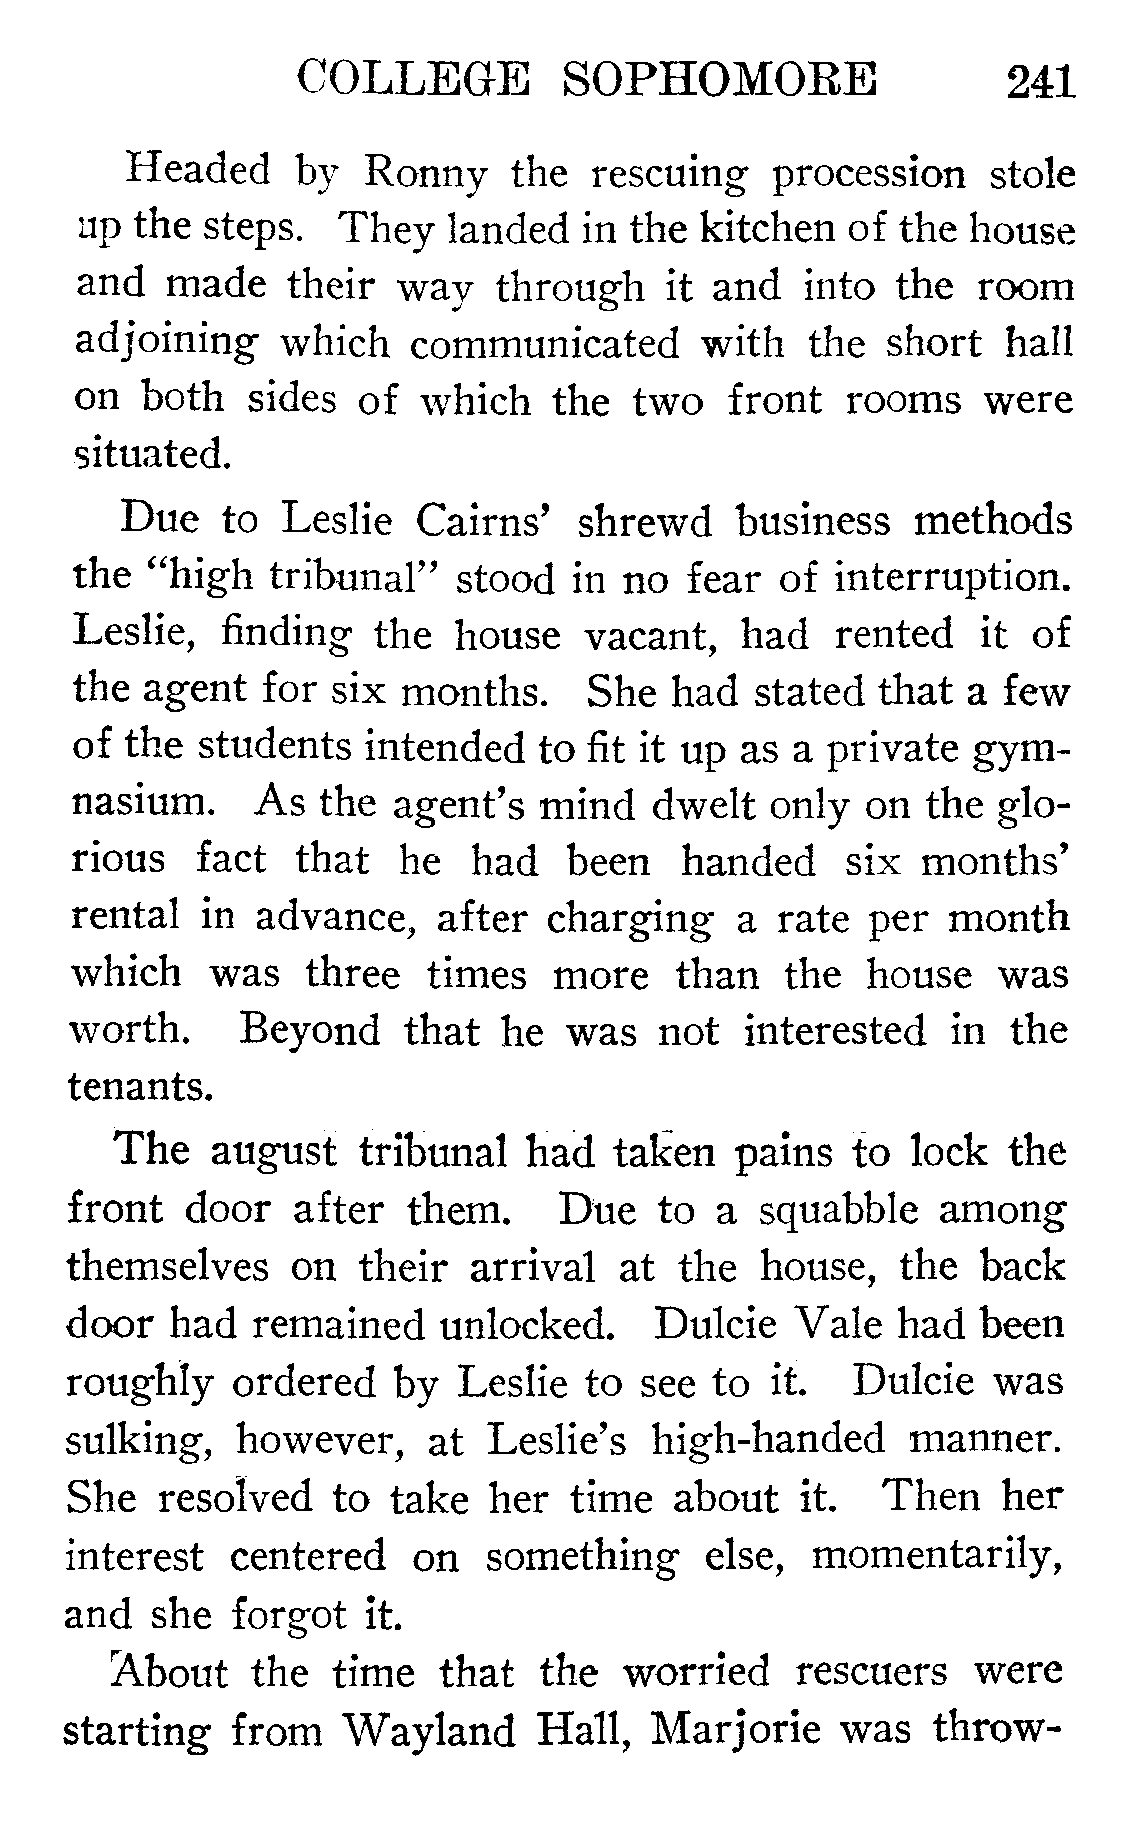 COLLEGE SOPHOMORE 241
Headed by Ronny the rescuing procession stole
up the steps. They landed in the kitchen of the house
and made their way through it and into the room
adjoining which communicated with the short hall
on both sides of which the two front rooms were
situated.
Due to Leslie Cairns' shrewd business methods
the "high tribunal" stood in no fear of interruption.
Leslie, finding the house vacant, had rented it of
the agent for six months. She had stated that a few
of the students intended to fit it up as a private gym-
nasium. As the agent's mind dwelt only on the glo-
rious fact that he had been handed six months'
rental in advance, after charging a rate per month
which was three times more than the house was
worth. Beyond that he was not interested in the
tenants.
The august tribunal had taken pains to lock the
front door after them. Due to a squabble among
themselves on their arrival at the house, the back
door had remained unlocked. Dulcie Vale had been
roughly ordered by Leslie to see to it. Dulcie was
sulking, however, at Leslie's high-handed manner.
She resolved to take her time about it. Then her
interest centered on something else, momentarily,
and she forgot it.
About the time that the worried rescuers were
starting from Wayland Hall, Marjorie was throw-